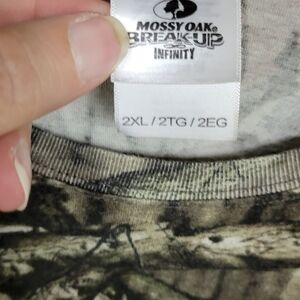 MOSSY OAK®
BREAK-UP
INFINITY
2XL / 2TG / 2EG